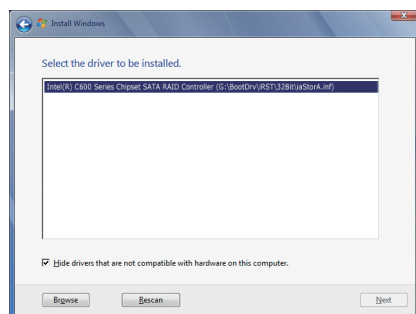 Install Windows
Select the driver to be installed.
Intel(R) C600 Series Chipset SATA RAID Controller (G:\BootDrv\iRST\32Bit\iaStorA.inf)
Hide drivers that are not compatible with hardware on this computer.
Browse Rescan Next